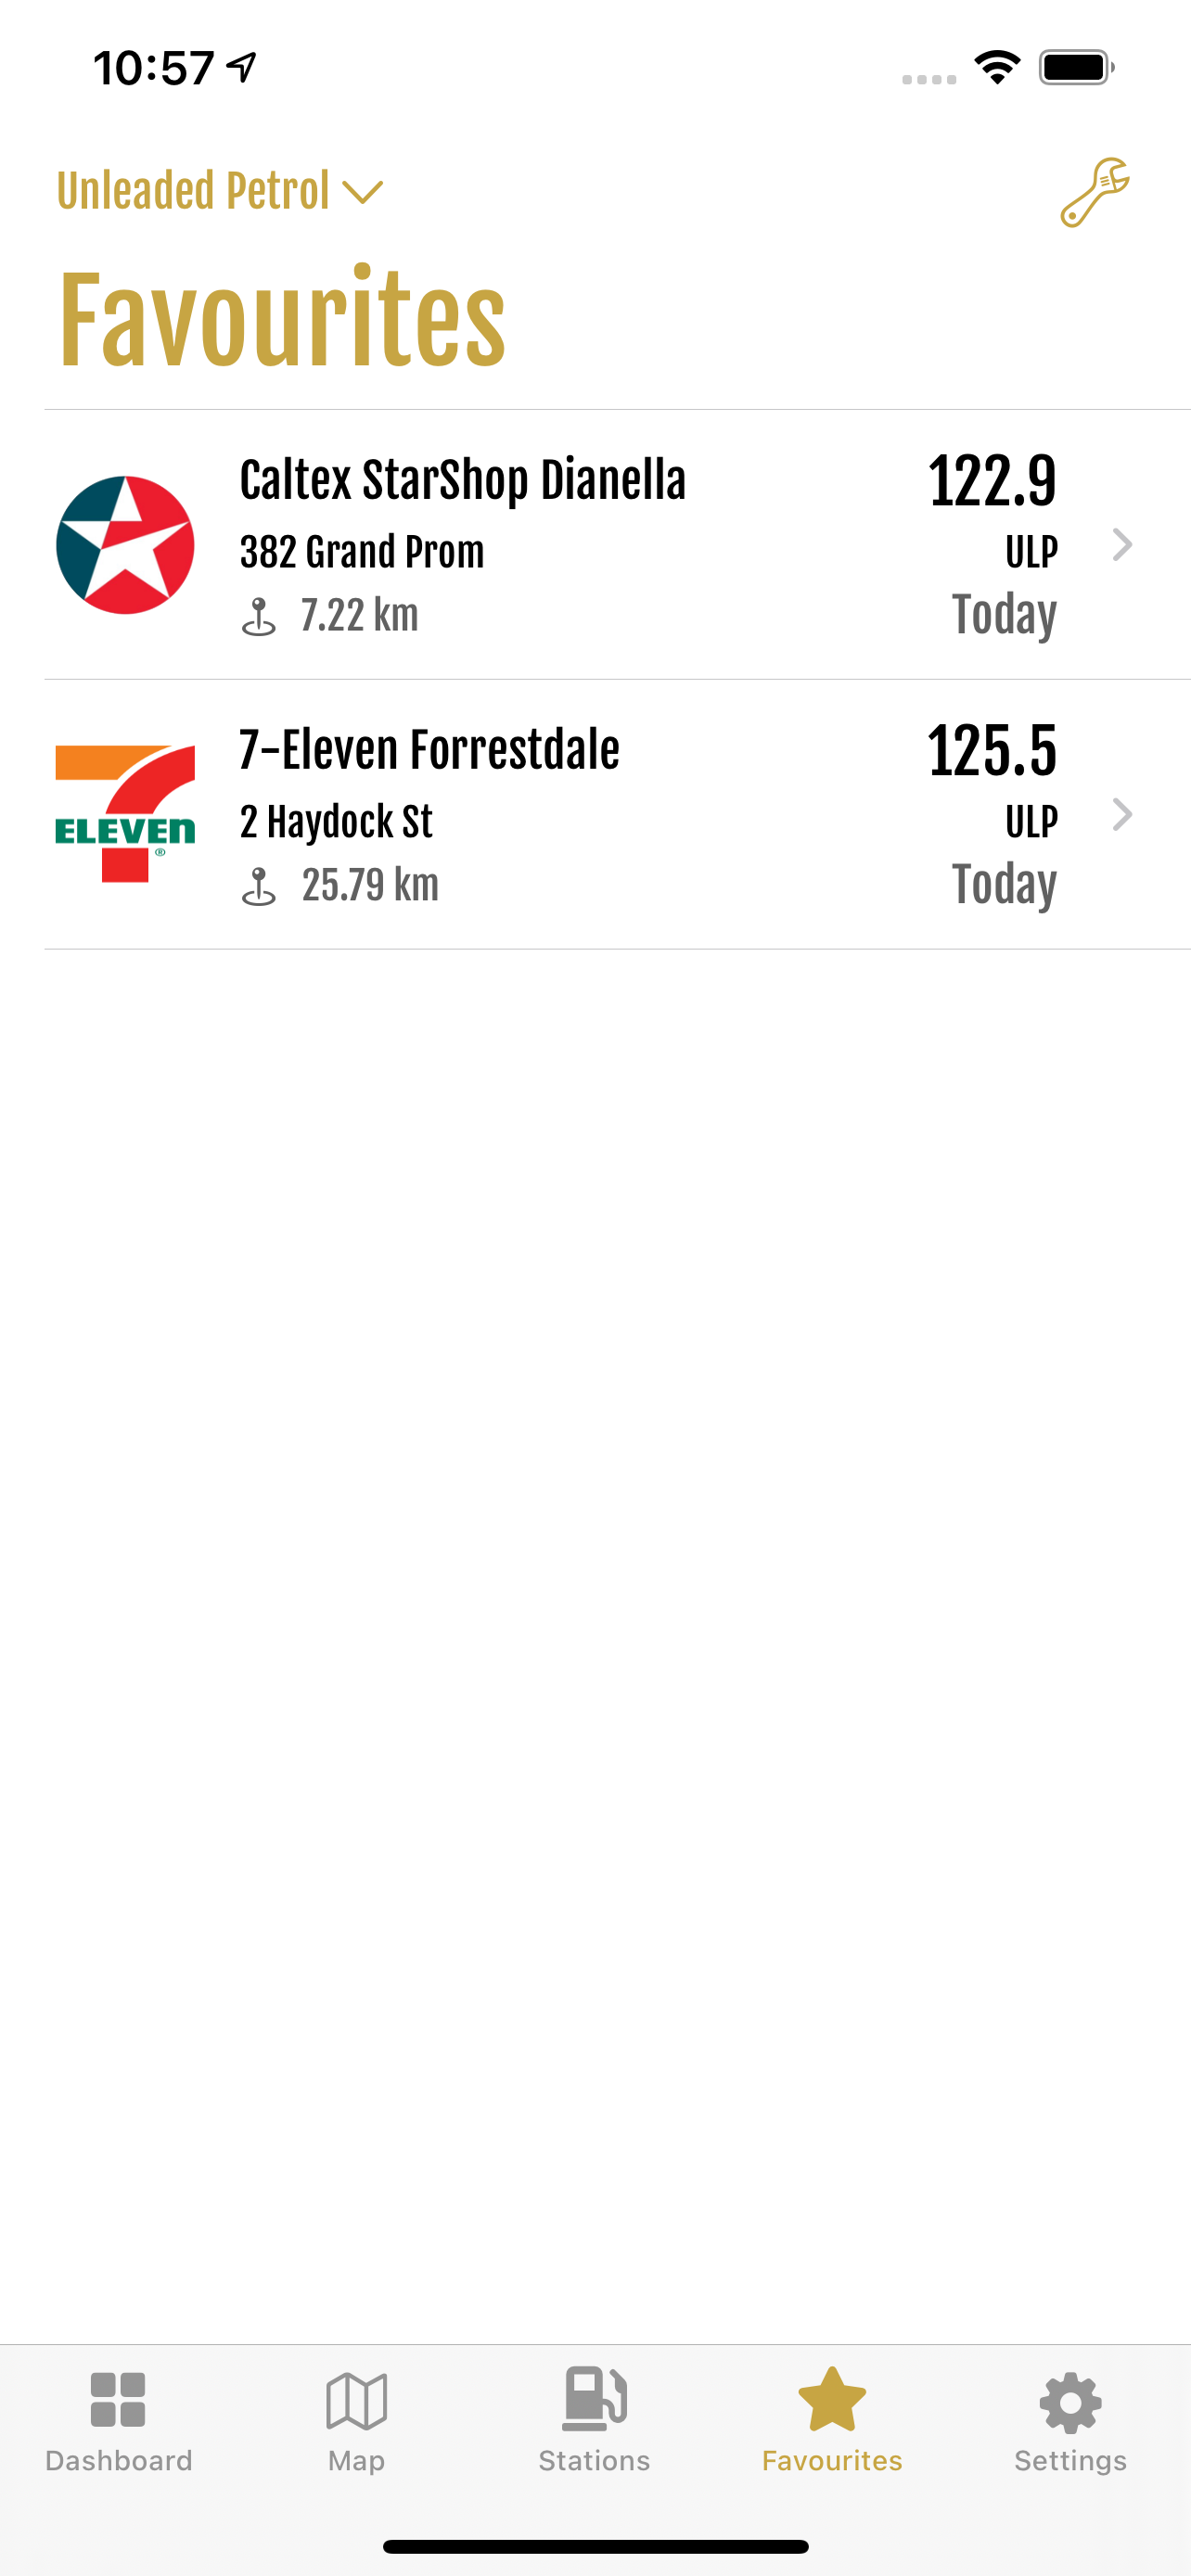 10:57
Unleaded Petrol
Favourites
Caltex StarShop Dianella
122.9
382 Grand Prom
ULP
7.22 km
Today
7-Eleven Forrestdale
125.5
ELEVEn
®
2 Haydock St
ULP
25.79 km
Today
Dashboard
Map
Stations
Favourites
Settings